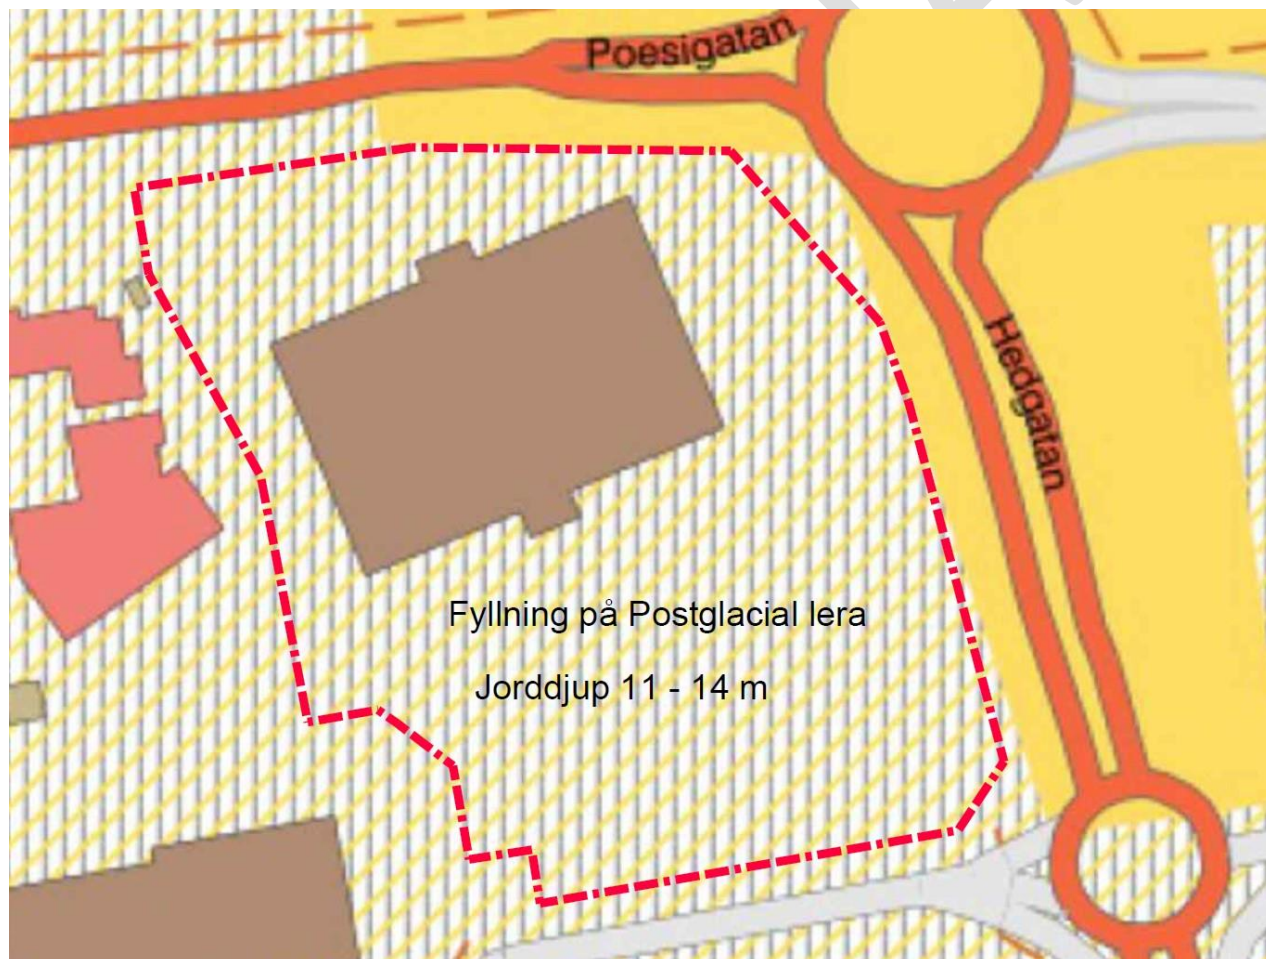 Poesigatan
Hedgatan
Fyllning på Postglacial lera
Jorddjup 11 - 14 m